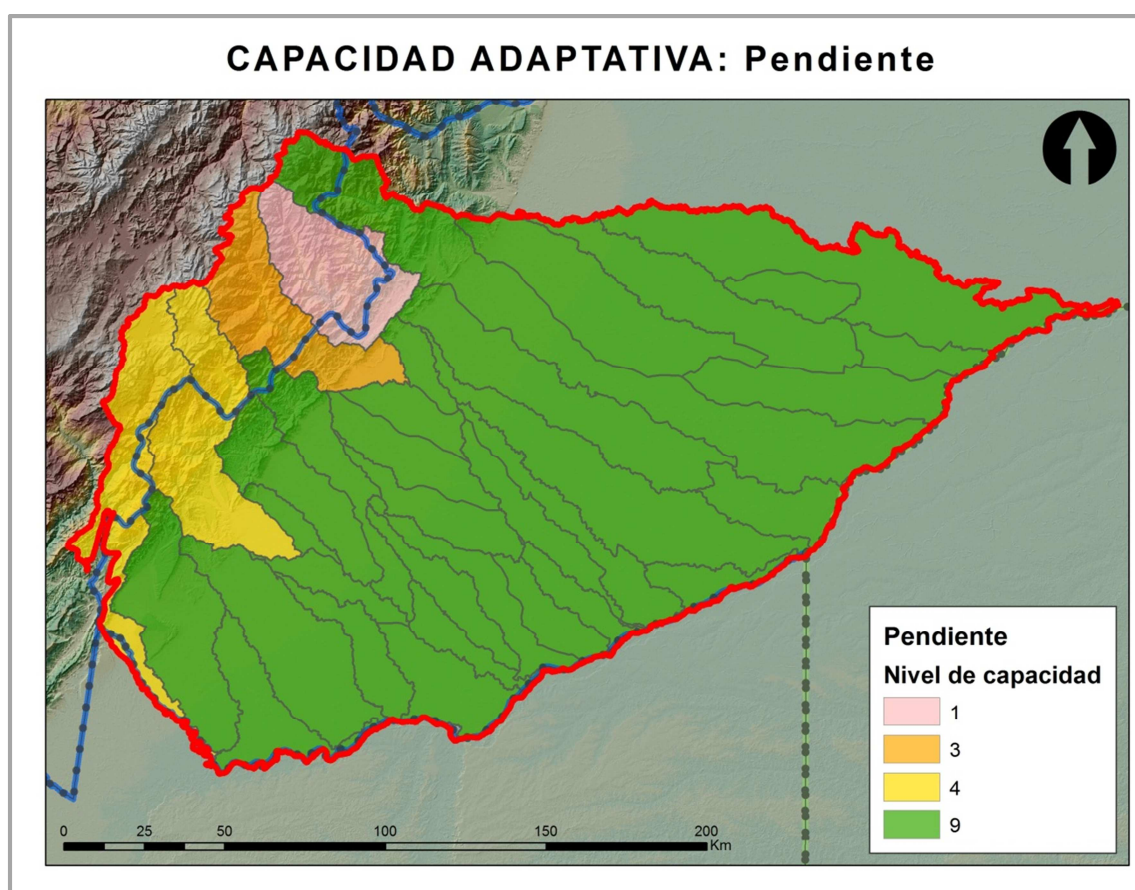 CAPACIDAD ADAPTATIVA: Pendiente
Pendiente
Nivel de capacidad
1
3
4
9
0 25 50 100 150 200
Km